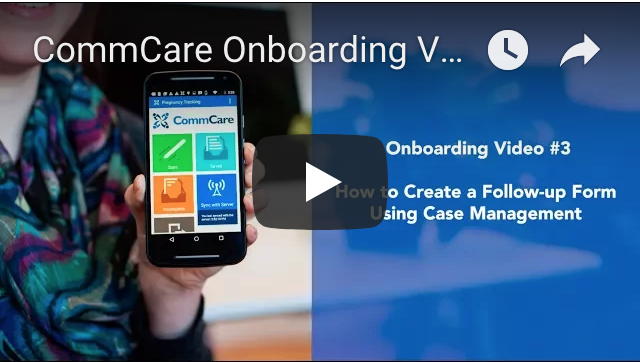 CommCare Onboarding V...
Pregnancy Tracking
CommCare
Start
Saved
Incomplete
Sync with Server
Onboarding Video #3
How to Create a Follow-up Form
Using Case Management